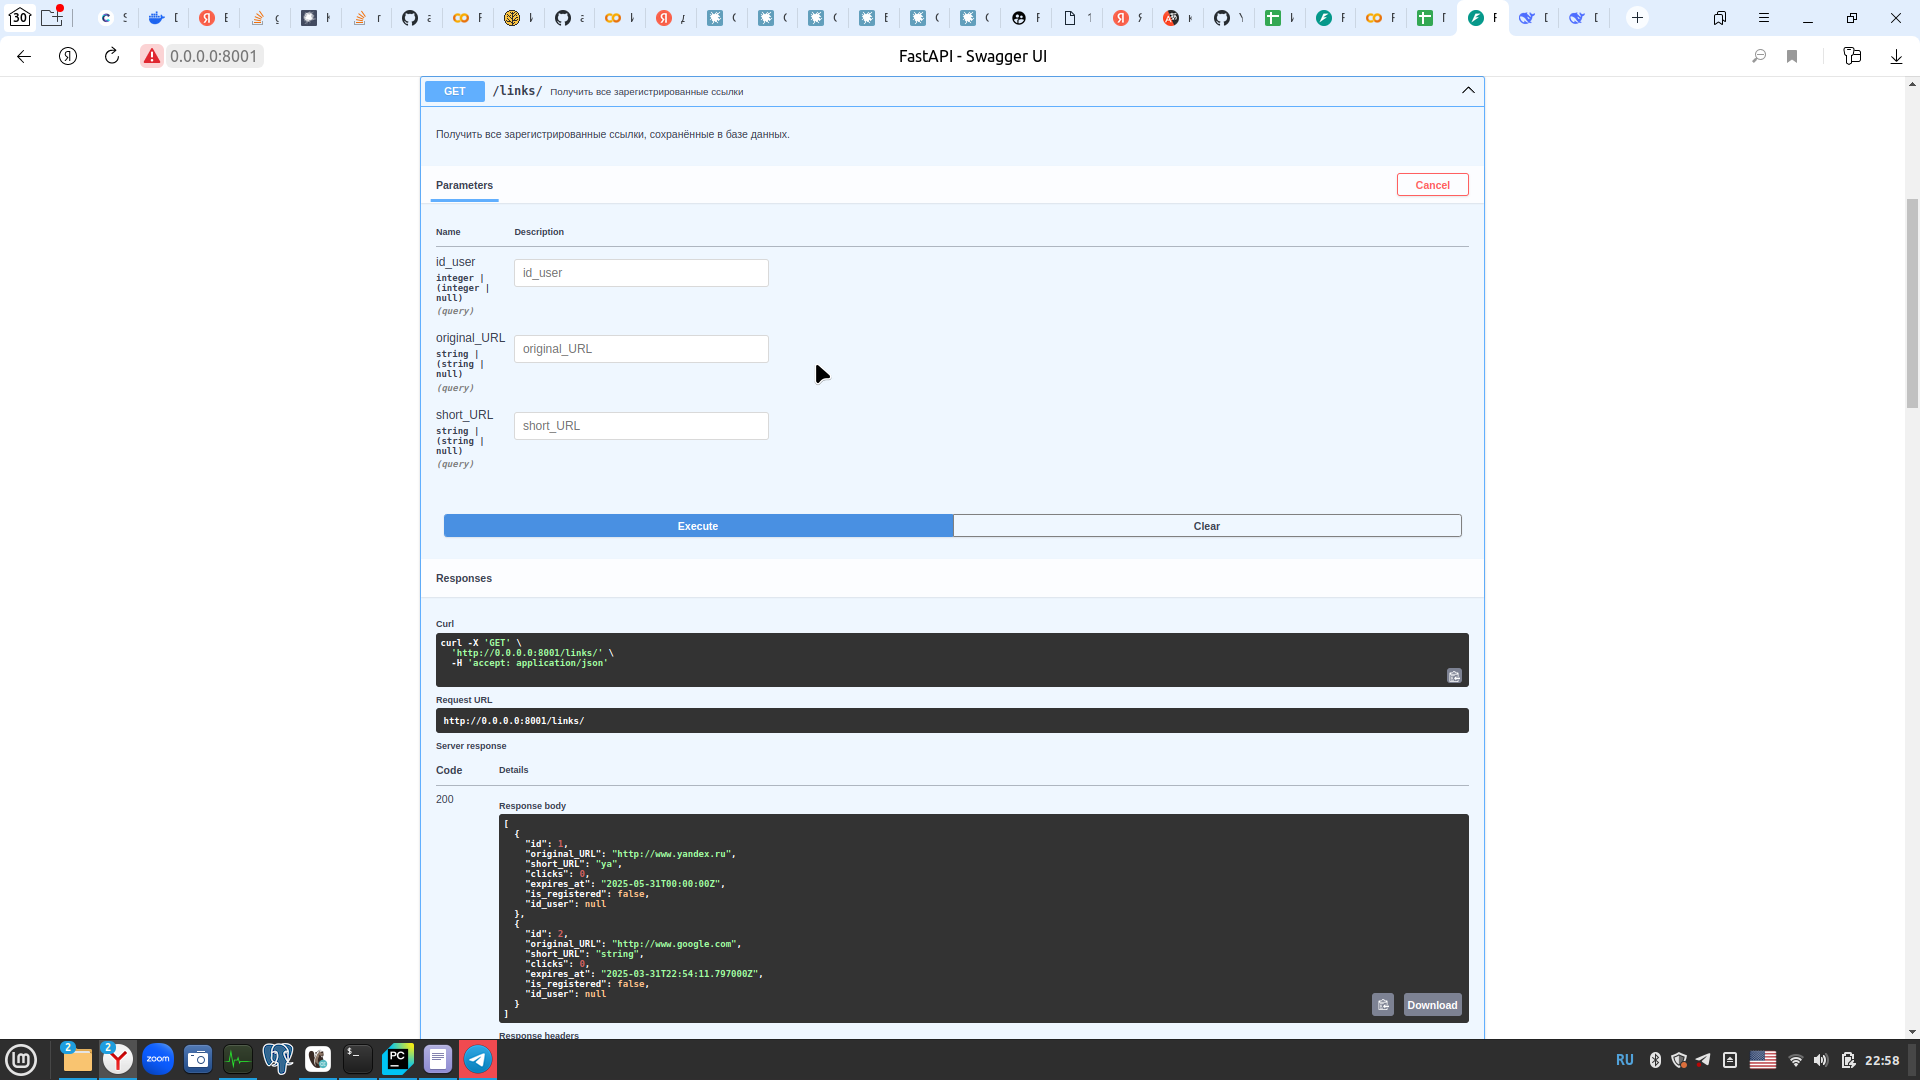 30
0.0.0.0:8001
FastAPI - Swagger UI
GET /links/ Получить все зарегистрированные ссылки
Получить все зарегистрированные ссылки, сохранённые в базе данных.
Parameters
Cancel
Name Description
id_user
integer |
(integer |
null)
(query)
id_user
original_URL
string |
(string |
null)
(query)
original_URL
short_URL
string |
(string |
null)
(query)
short_URL
Execute
Clear
Responses
Curl
curl -X 'GET' \
'http://0.0.0.0:8001/links/' \
-H 'accept: application/json'
Request URL
http://0.0.0.0:8001/links/
Server response
Code Details
200
Response body
[
{
"id": 1,
"original_URL": "http://www.yandex.ru",
"short_URL": "ya",
"clicks": 0,
"expires_at": "2025-05-31T00:00:00Z",
"is_registered": false,
"id_user": null
},
{
"id": 2,
"original_URL": "http://www.google.com",
"short_URL": "string",
"clicks": 0,
"expires_at": "2025-03-31T22:54:11.797000Z",
"is_registered": false,
"id_user": null
}
]
Download
Response headers
2
2
zoom
PC
RU
22:58